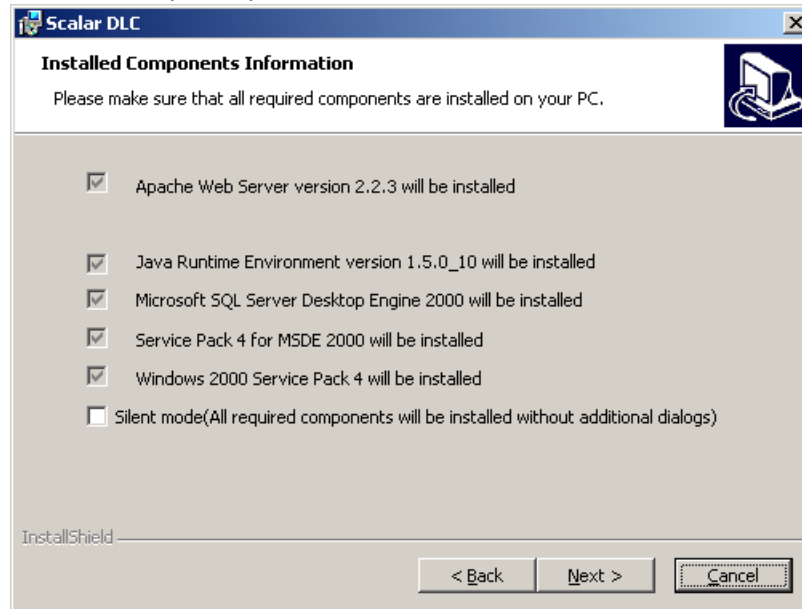 Scalar DLC
Installed Components Information
Please make sure that all required components are installed on your PC.
Apache Web Server version 2.2.3 will be installed
Java Runtime Environment version 1.5.0_10 will be installed
Microsoft SQL Server Desktop Engine 2000 will be installed
Service Pack 4 for MSDE 2000 will be installed
Windows 2000 Service Pack 4 will be installed
Silent mode(All required components will be installed without additional dialogs)
InstallShield
< Back Next > Cancel